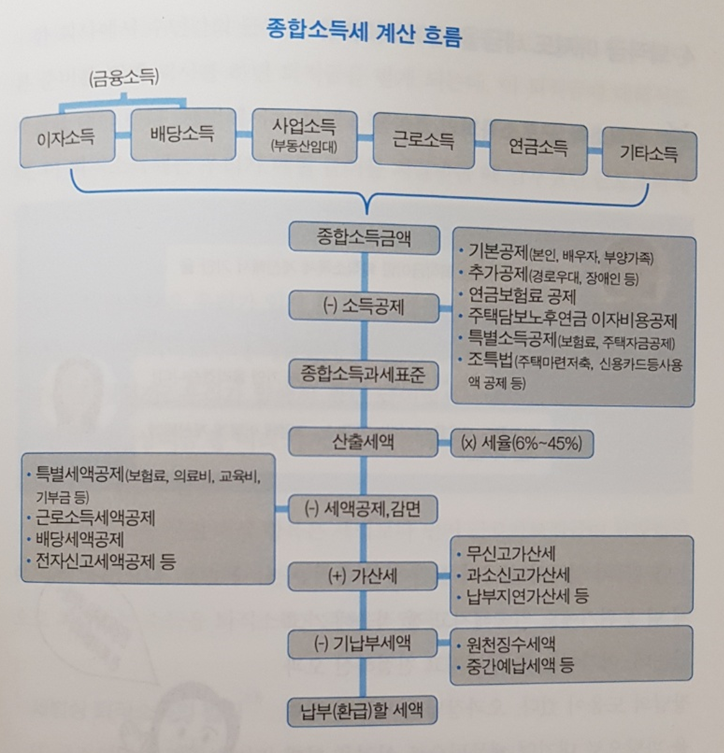 종합소득세 계산 흐름
(금융소득)
이자소득
배당소득
사업소득
(부동산임대)
근로소득
연금소득
기타소득
종합소득금액
(-) 소득공제
• 기본공제(본인, 배우자, 부양가족)
• 추가공제(경로우대, 장애인 등)
• 연금보험료 공제
• 주택담보노후연금 이자비용공제
• 특별소득공제(보험료, 주택자금공제)
• 조특법(주택마련저축, 신용카드등사용
액 공제 등)
종합소득과세표준
산출세액
(x) 세율(6%~45%)
(-) 세액공제,감면
• 특별세액공제(보험료, 의료비, 교육비,
기부금 등)
• 근로소득세액공제
• 배당세액공제
• 전자신고세액공제 등
(+) 가산세
• 무신고가산세
• 과소신고가산세
• 납부지연가산세 등
(-) 기납부세액
• 원천징수세액
• 중간예납세액 등
납부(환급)할 세액